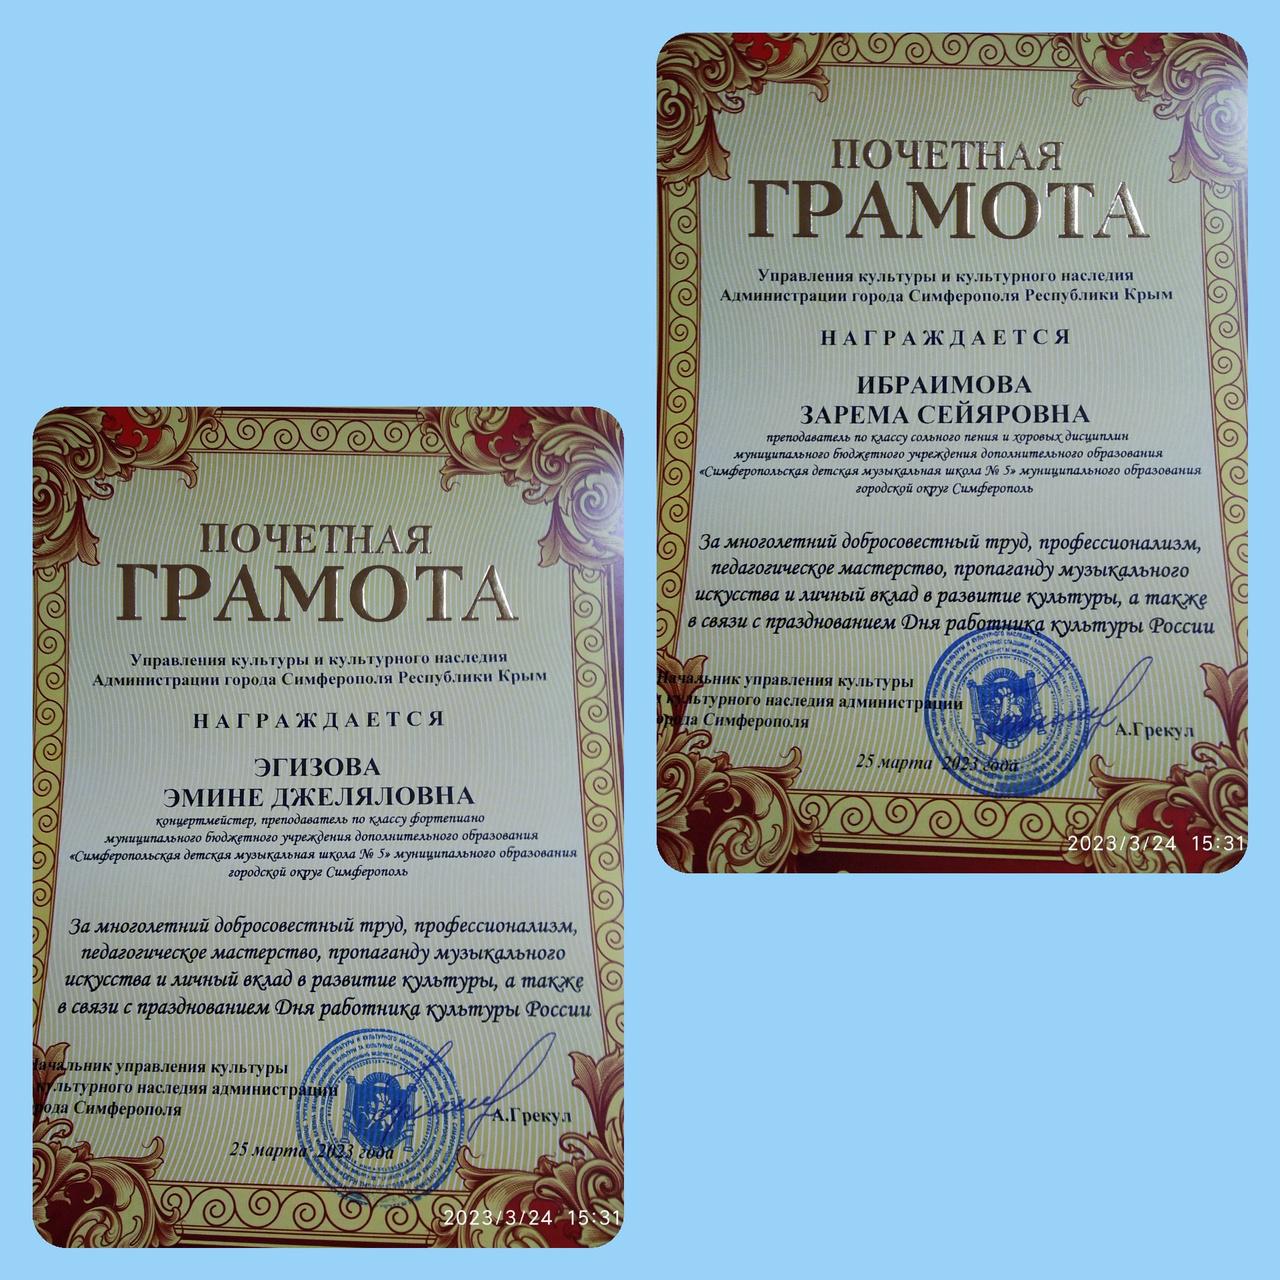 ПОЧЕТНАЯ
ГРАМОТА
Управления культуры и культурного наследия
Администрации города Симферополя Республики Крым
НАГРАЖДАЕТСЯ
ЭГИЗОВА
ЭМИНЕ ДЖЕЛЯЛОВНА
концертмейстер, преподаватель по классу фортепиано
муниципального бюджетного учреждения дополнительного образования
«Симферопольская детская музыкальная школа № 5» муниципального образования
городской округ Симферополь
За многолетний добросовестный труд, профессионализм,
педагогическое мастерство, пропаганду музыкального
искусства и личный вклад в развитие культуры, а также
в связи с празднованием Дня работника культуры России
Начальник управления культуры
культурного наследия администрации
рода Симферополя
А.Грекул
25 марта 2023 года
2023/3/24 15:31
ПОЧЕТНАЯ
ГРАМОТА
Управления культуры и культурного наследия
Администрации города Симферополя Республики Крым
НАГРАЖДАЕТСЯ
ИБРАИМОВА
ЗАРЕМА СЕЙЯРОВНА
преподаватель по классу сольного пения и хоровых дисциплин
муниципального бюджетного учреждения дополнительного образования
«Симферопольская детская музыкальная школа № 5» муниципального образования
городской округ Симферополь
За многолетний добросовестный труд, профессионализм,
педагогическое мастерство, пропаганду музыкального
искусства и личный вклад в развитие культуры, а также
в связи с празднованием Дня работника культуры России
Начальник управления культуры
и культурного наследия администрации
орода Симферополя
А.Грекул
25 марта 2023 года
2023/3/24 15:31